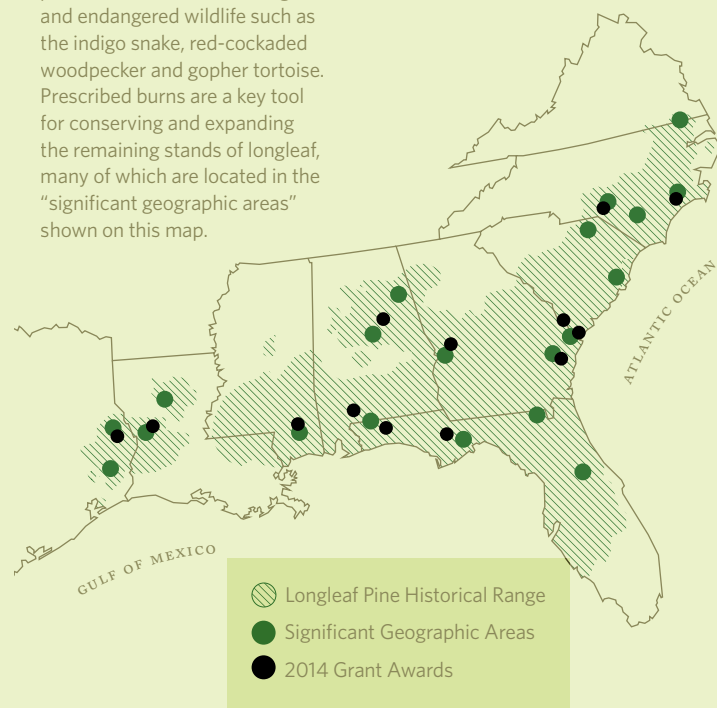 and endangered wildlife such as
the indigo snake, red-cockaded
woodpecker and gopher tortoise.
Prescribed burns are a key tool
for conserving and expanding
the remaining stands of longleaf,
many of which are located in the
“significant geographic areas”
shown on this map.
ATLANTIC OCEAN
GULF OF MEXICO
Longleaf Pine Historical Range
Significant Geographic Areas
2014 Grant Awards